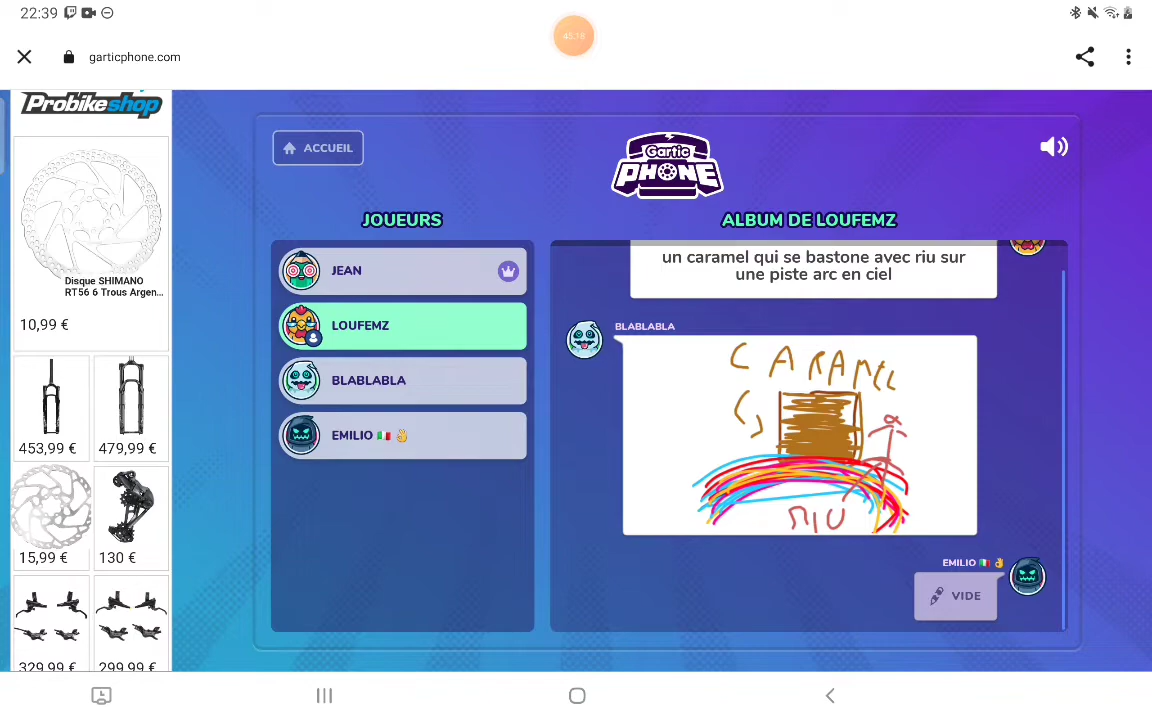 22:39
45:18
garticphone.com
Probikeshop
Disque SHIMANO
RT56 6 Trous Argen...
10,99 €
453,99 €
479,99 €
15,99 €
130 €
329,99 €
299,99 €
ACCUEIL
Gartic
PHONE
JOUEURS
JEAN
LOUFEMZ
BLABLABLA
EMILIO 🇮🇹 ✌
ALBUM DE LOUFEMZ
un caramel qui se bastone avec riu sur
une piste arc en ciel
BLABLABLA
CARAMEL
RIU
EMILIO 🇮🇹 ✌
VIDE